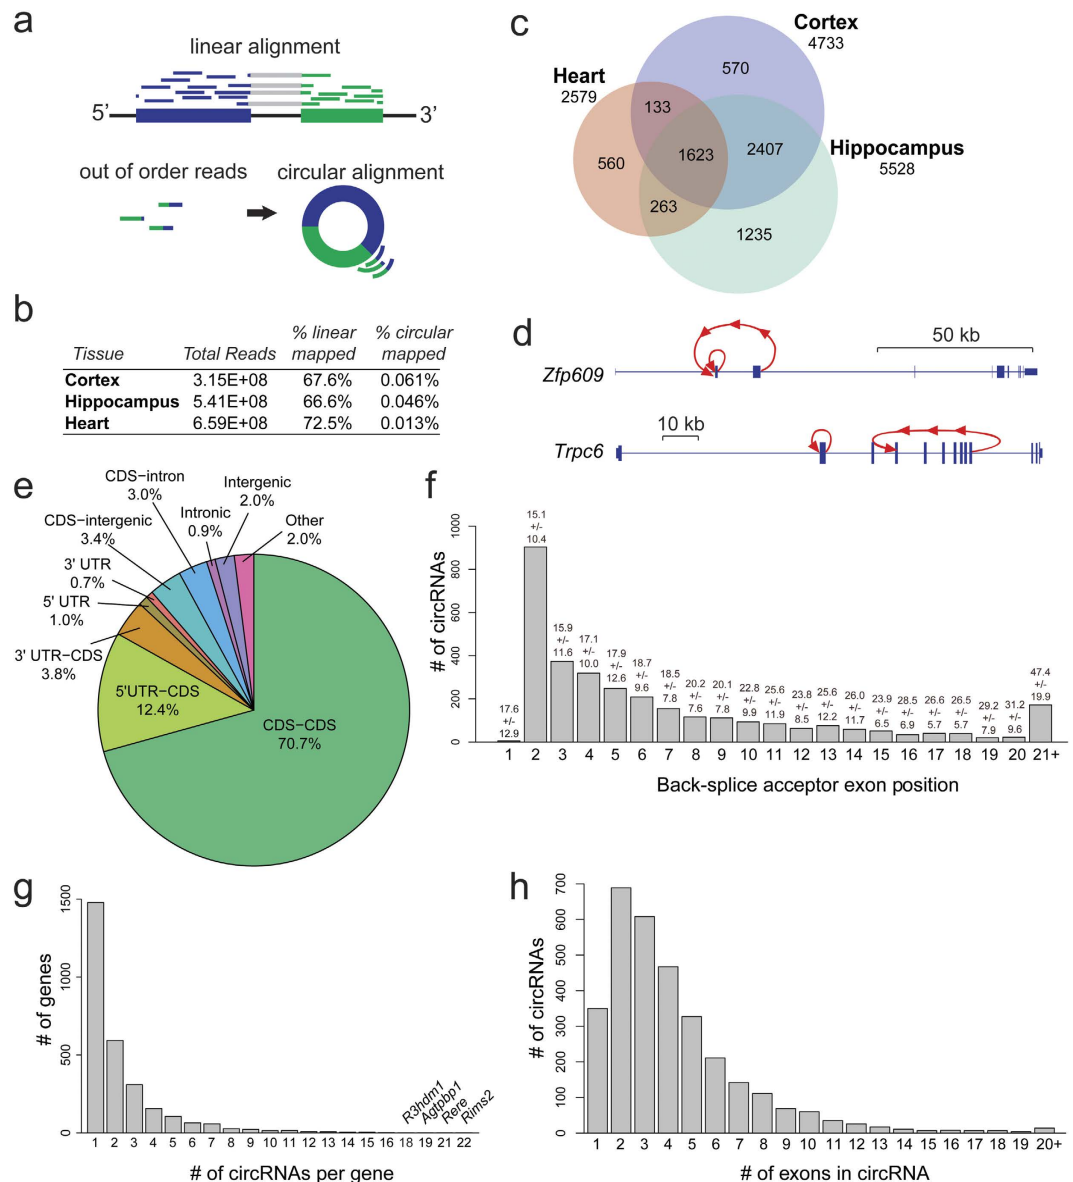 a
linear alignment
5’
3’
out of order reads
circular alignment
b
Tissue Total Reads % linear mapped % circular mapped
Cortex 3.15E+08 67.6% 0.061%
Hippocampus 5.41E+08 66.6% 0.046%
Heart 6.59E+08 72.5% 0.013%
c
Cortex
4733
Heart
2579
Hippocampus
5528
570
133
560
1623
2407
263
1235
d
50 kb
Zfp609
10 kb
Trpc6
e
CDS−intron
3.0%
Intergenic
2.0%
CDS−intergenic
3.4%
Intronic
0.9%
Other
2.0%
3' UTR
0.7%
5' UTR
1.0%
3' UTR−CDS
3.8%
5'UTR−CDS
12.4%
CDS−CDS
70.7%
f
# of circRNAs
0 200 400 600 800 1000
17.6 +/- 12.9
15.1 +/- 10.4
15.9 +/- 11.6
17.1 +/- 10.0
17.9 +/- 12.6
18.7 +/- 9.6
18.5 +/- 7.8
20.2 +/- 7.6
20.1 +/- 7.8
22.8 +/- 9.9
25.6 +/- 11.9
23.8 +/- 8.5
25.6 +/- 12.2
26.0 +/- 11.7
23.9 +/- 6.5
28.5 +/- 6.9
26.6 +/- 5.7
26.5 +/- 5.7
29.2 +/- 7.9
31.2 +/- 9.6
47.4 +/- 19.9
1 2 3 4 5 6 7 8 9 10 11 12 13 14 15 16 17 18 19 20 21+
Back-splice acceptor exon position
g
# of genes
0 500 1000 1500
R3hdm1
Agtpbp1
Rere
Rims2
1 2 3 4 5 6 7 8 9 10 11 12 13 14 15 16 18 19 21 22
# of circRNAs per gene
h
# of circRNAs
0 100 200 300 400 500 600 700
1 2 3 4 5 6 7 8 9 10 11 12 13 14 15 16 17 18 19 20+
# of exons in circRNA